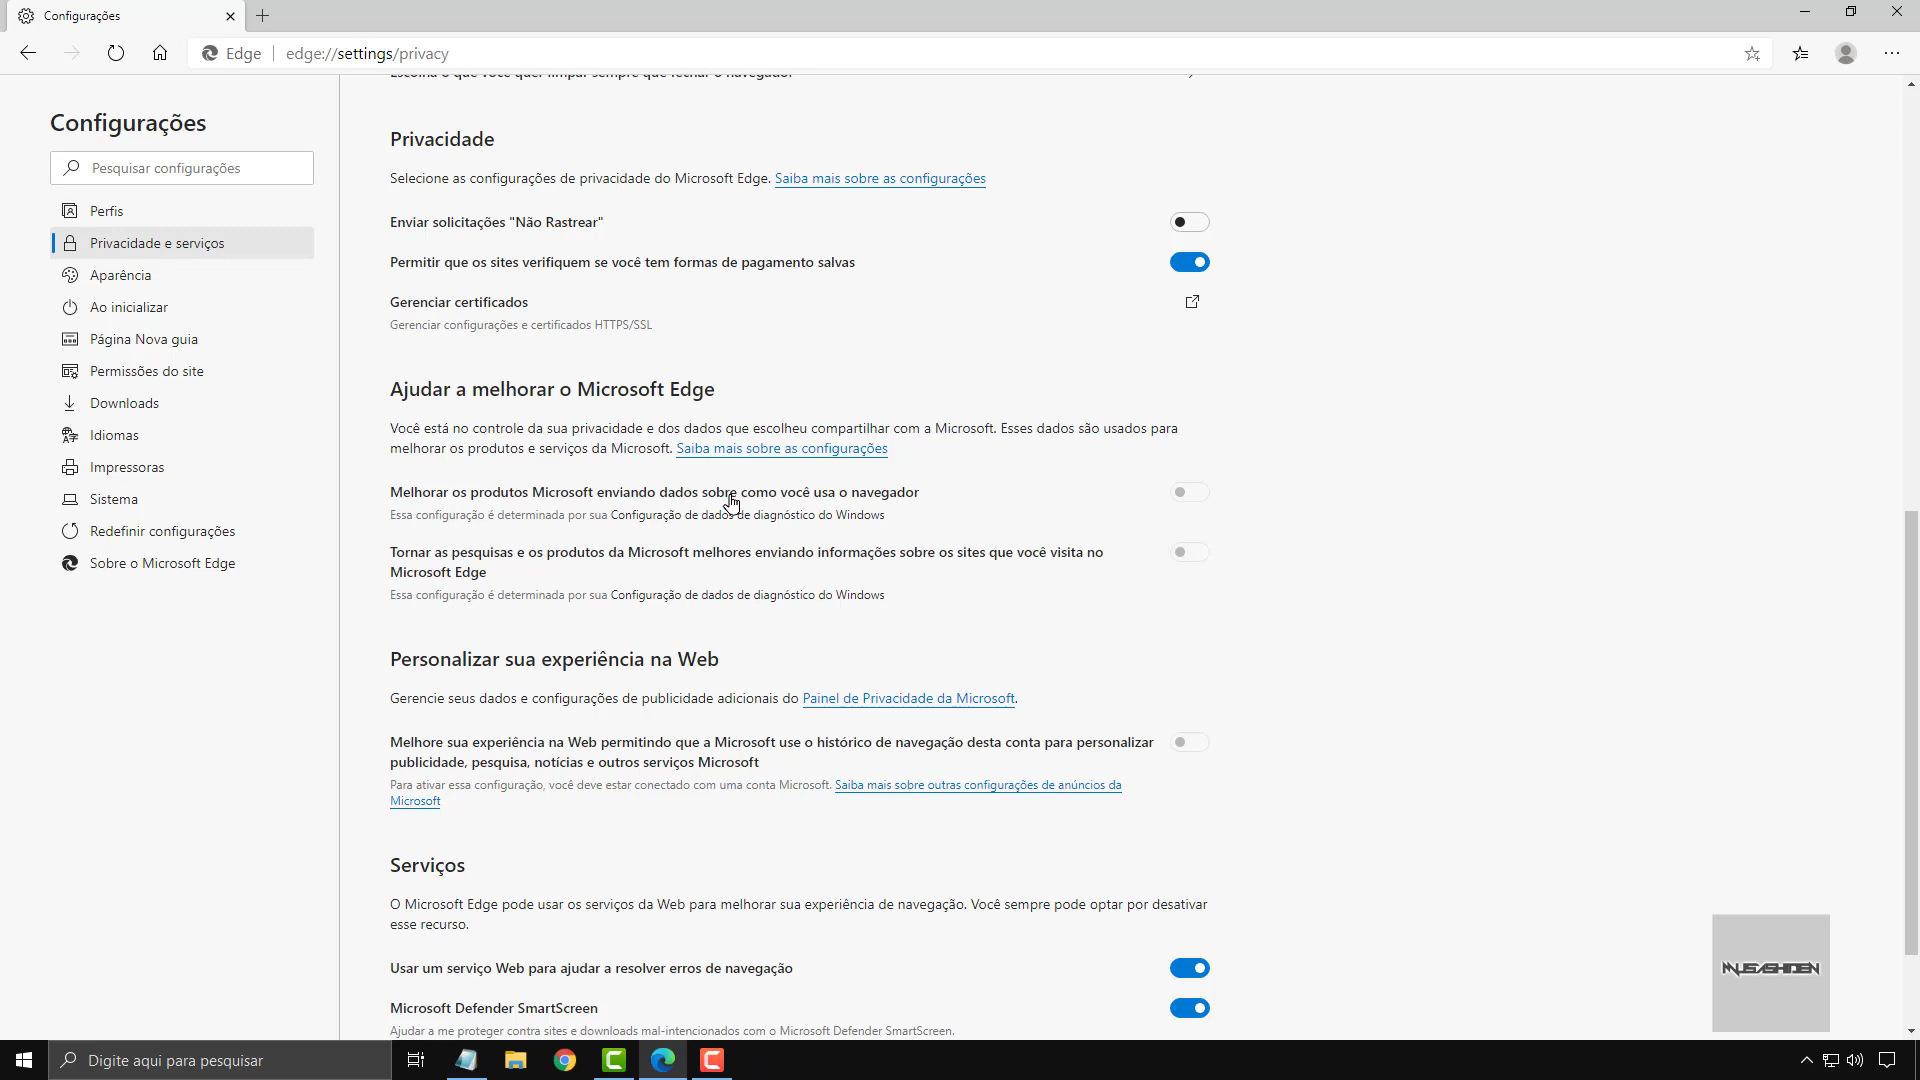 Configurações
Edge
edge://settings/privacy
Escolha o que você quer limpar sempre que fechar o navegador
Configurações
Pesquisar configurações
Perfis
Privacidade e serviços
Aparência
Ao inicializar
Página Nova guia
Permissões do site
Downloads
Idiomas
Impressoras
Sistema
Redefinir configurações
Sobre o Microsoft Edge
Privacidade
Selecione as configurações de privacidade do Microsoft Edge. Saiba mais sobre as configurações
Enviar solicitações "Não Rastrear"
Permitir que os sites verifiquem se você tem formas de pagamento salvas
Gerenciar certificados
Gerenciar configurações e certificados HTTPS/SSL
Ajudar a melhorar o Microsoft Edge
Você está no controle da sua privacidade e dos dados que escolheu compartilhar com a Microsoft. Esses dados são usados para
melhorar os produtos e serviços da Microsoft. Saiba mais sobre as configurações
Melhorar os produtos Microsoft enviando dados sobre como você usa o navegador
Essa configuração é determinada por sua Configuração de dados de diagnóstico do Windows
Tornar as pesquisas e os produtos da Microsoft melhores enviando informações sobre os sites que você visita no
Microsoft Edge
Essa configuração é determinada por sua Configuração de dados de diagnóstico do Windows
Personalizar sua experiência na Web
Gerencie seus dados e configurações de publicidade adicionais do Painel de Privacidade da Microsoft.
Melhore sua experiência na Web permitindo que a Microsoft use o histórico de navegação desta conta para personalizar
publicidade, pesquisa, notícias e outros serviços Microsoft
Para ativar essa configuração, você deve estar conectado com uma conta Microsoft. Saiba mais sobre outras configurações de anúncios da
Microsoft
Serviços
O Microsoft Edge pode usar os serviços da Web para melhorar sua experiência de navegação. Você sempre pode optar por desativar
esse recurso.
Usar um serviço Web para ajudar a resolver erros de navegação
Microsoft Defender SmartScreen
Ajudar a me proteger contra sites e downloads mal-intencionados com o Microsoft Defender SmartScreen.
Digite aqui para pesquisar